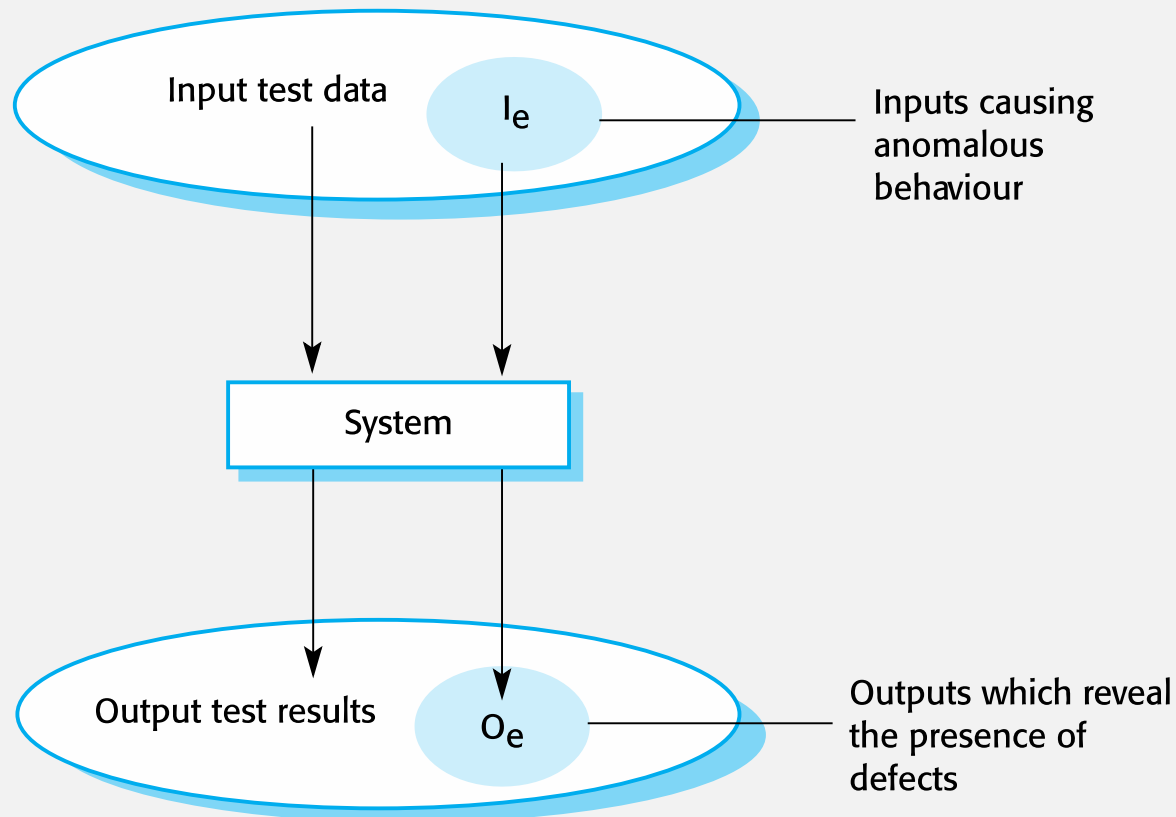 Input test data
Ie
Inputs causing
anomalous
behaviour
System
Output test results
Oe
Outputs which reveal
the presence of
defects